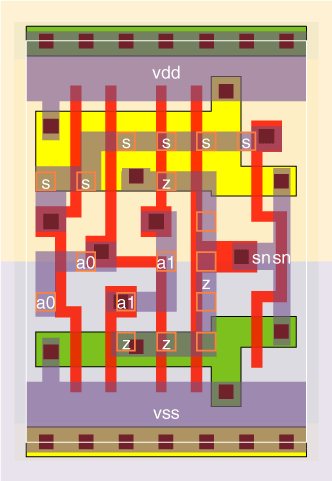 vdd
s s s s
s s z
a0 a1 sn sn
z
a0 a1
z z
vss